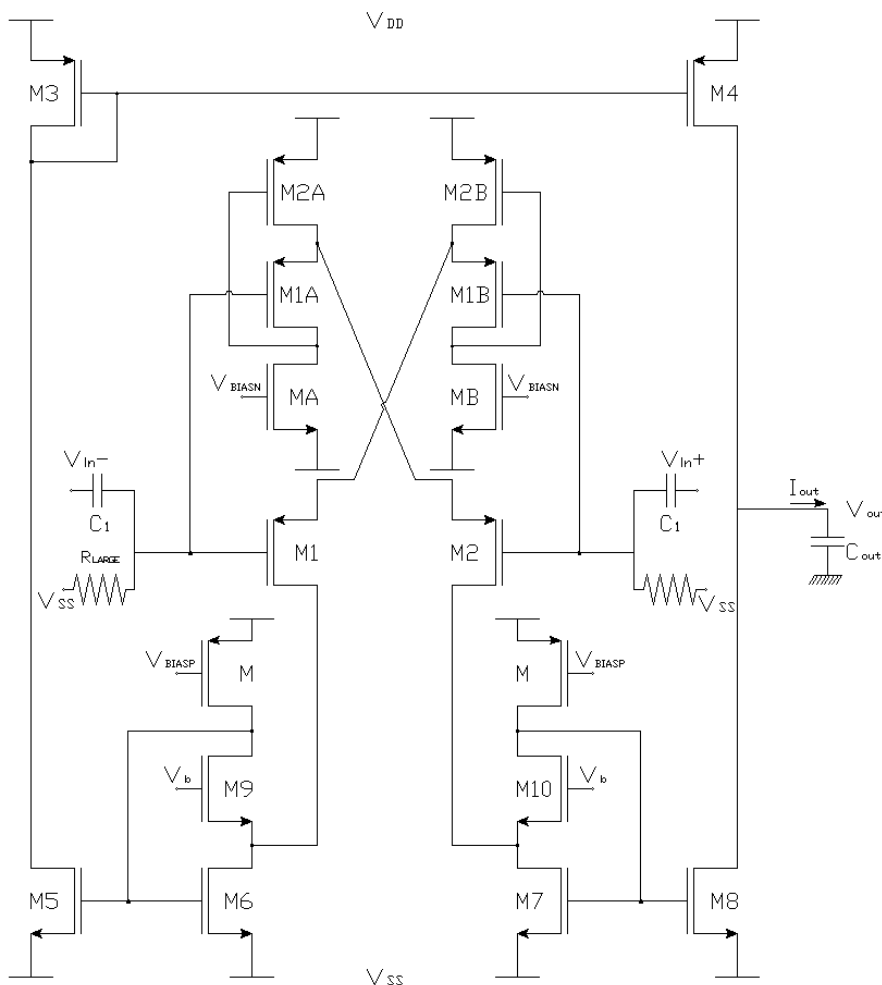 VDD
M3
M4
M2A
M2B
M1A
M1B
VBIASN
MA
MB
VBIASN
VIn-
VIn+
C1
C1
Iout
Vou
Cout
RLARGE
M1
M2
VSS
VSS
VBIASP
M
M
VBIASP
Vb
M9
M10
Vb
M5
M6
M7
M8
VSS